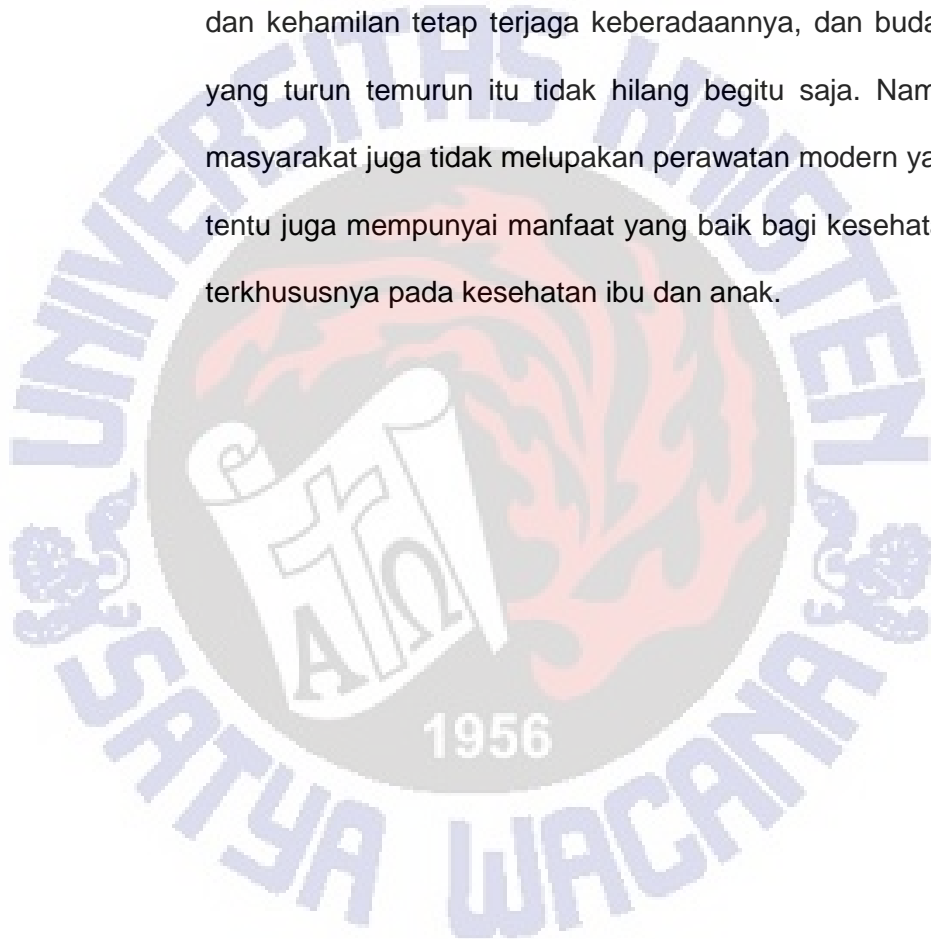 dan kehamilan tetap terjaga keberadaannya, dan buda
yang turun temurun itu tidak hilang begitu saja. Nam
masyarakat juga tidak melupakan perawatan modern ya
tentu juga mempunyai manfaat yang baik bagi kesehata
terkhususnya pada kesehatan ibu dan anak.
UNIVERSITAS KRISTEN
Α Ω
1956
SATYA WACANA